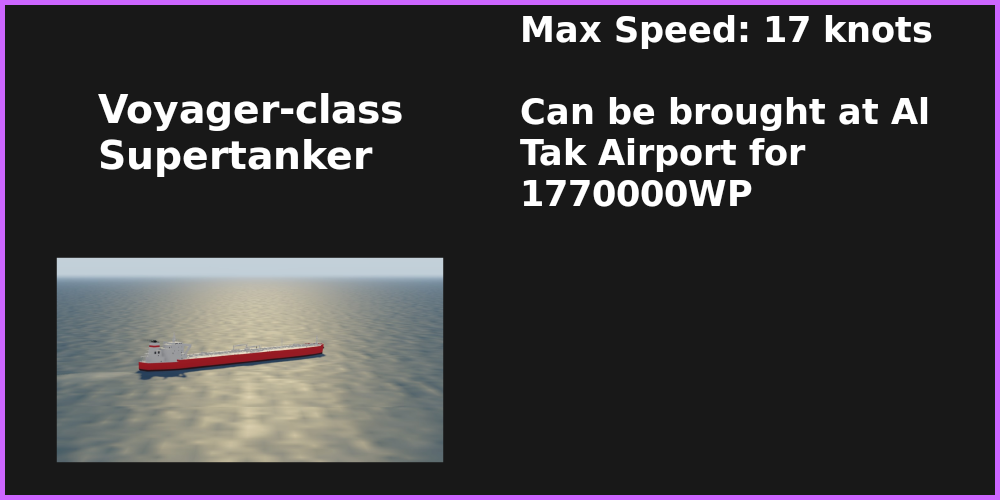 Voyager-class
Supertanker
Max Speed: 17 knots
Can be brought at Al
Tak Airport for
1770000WP